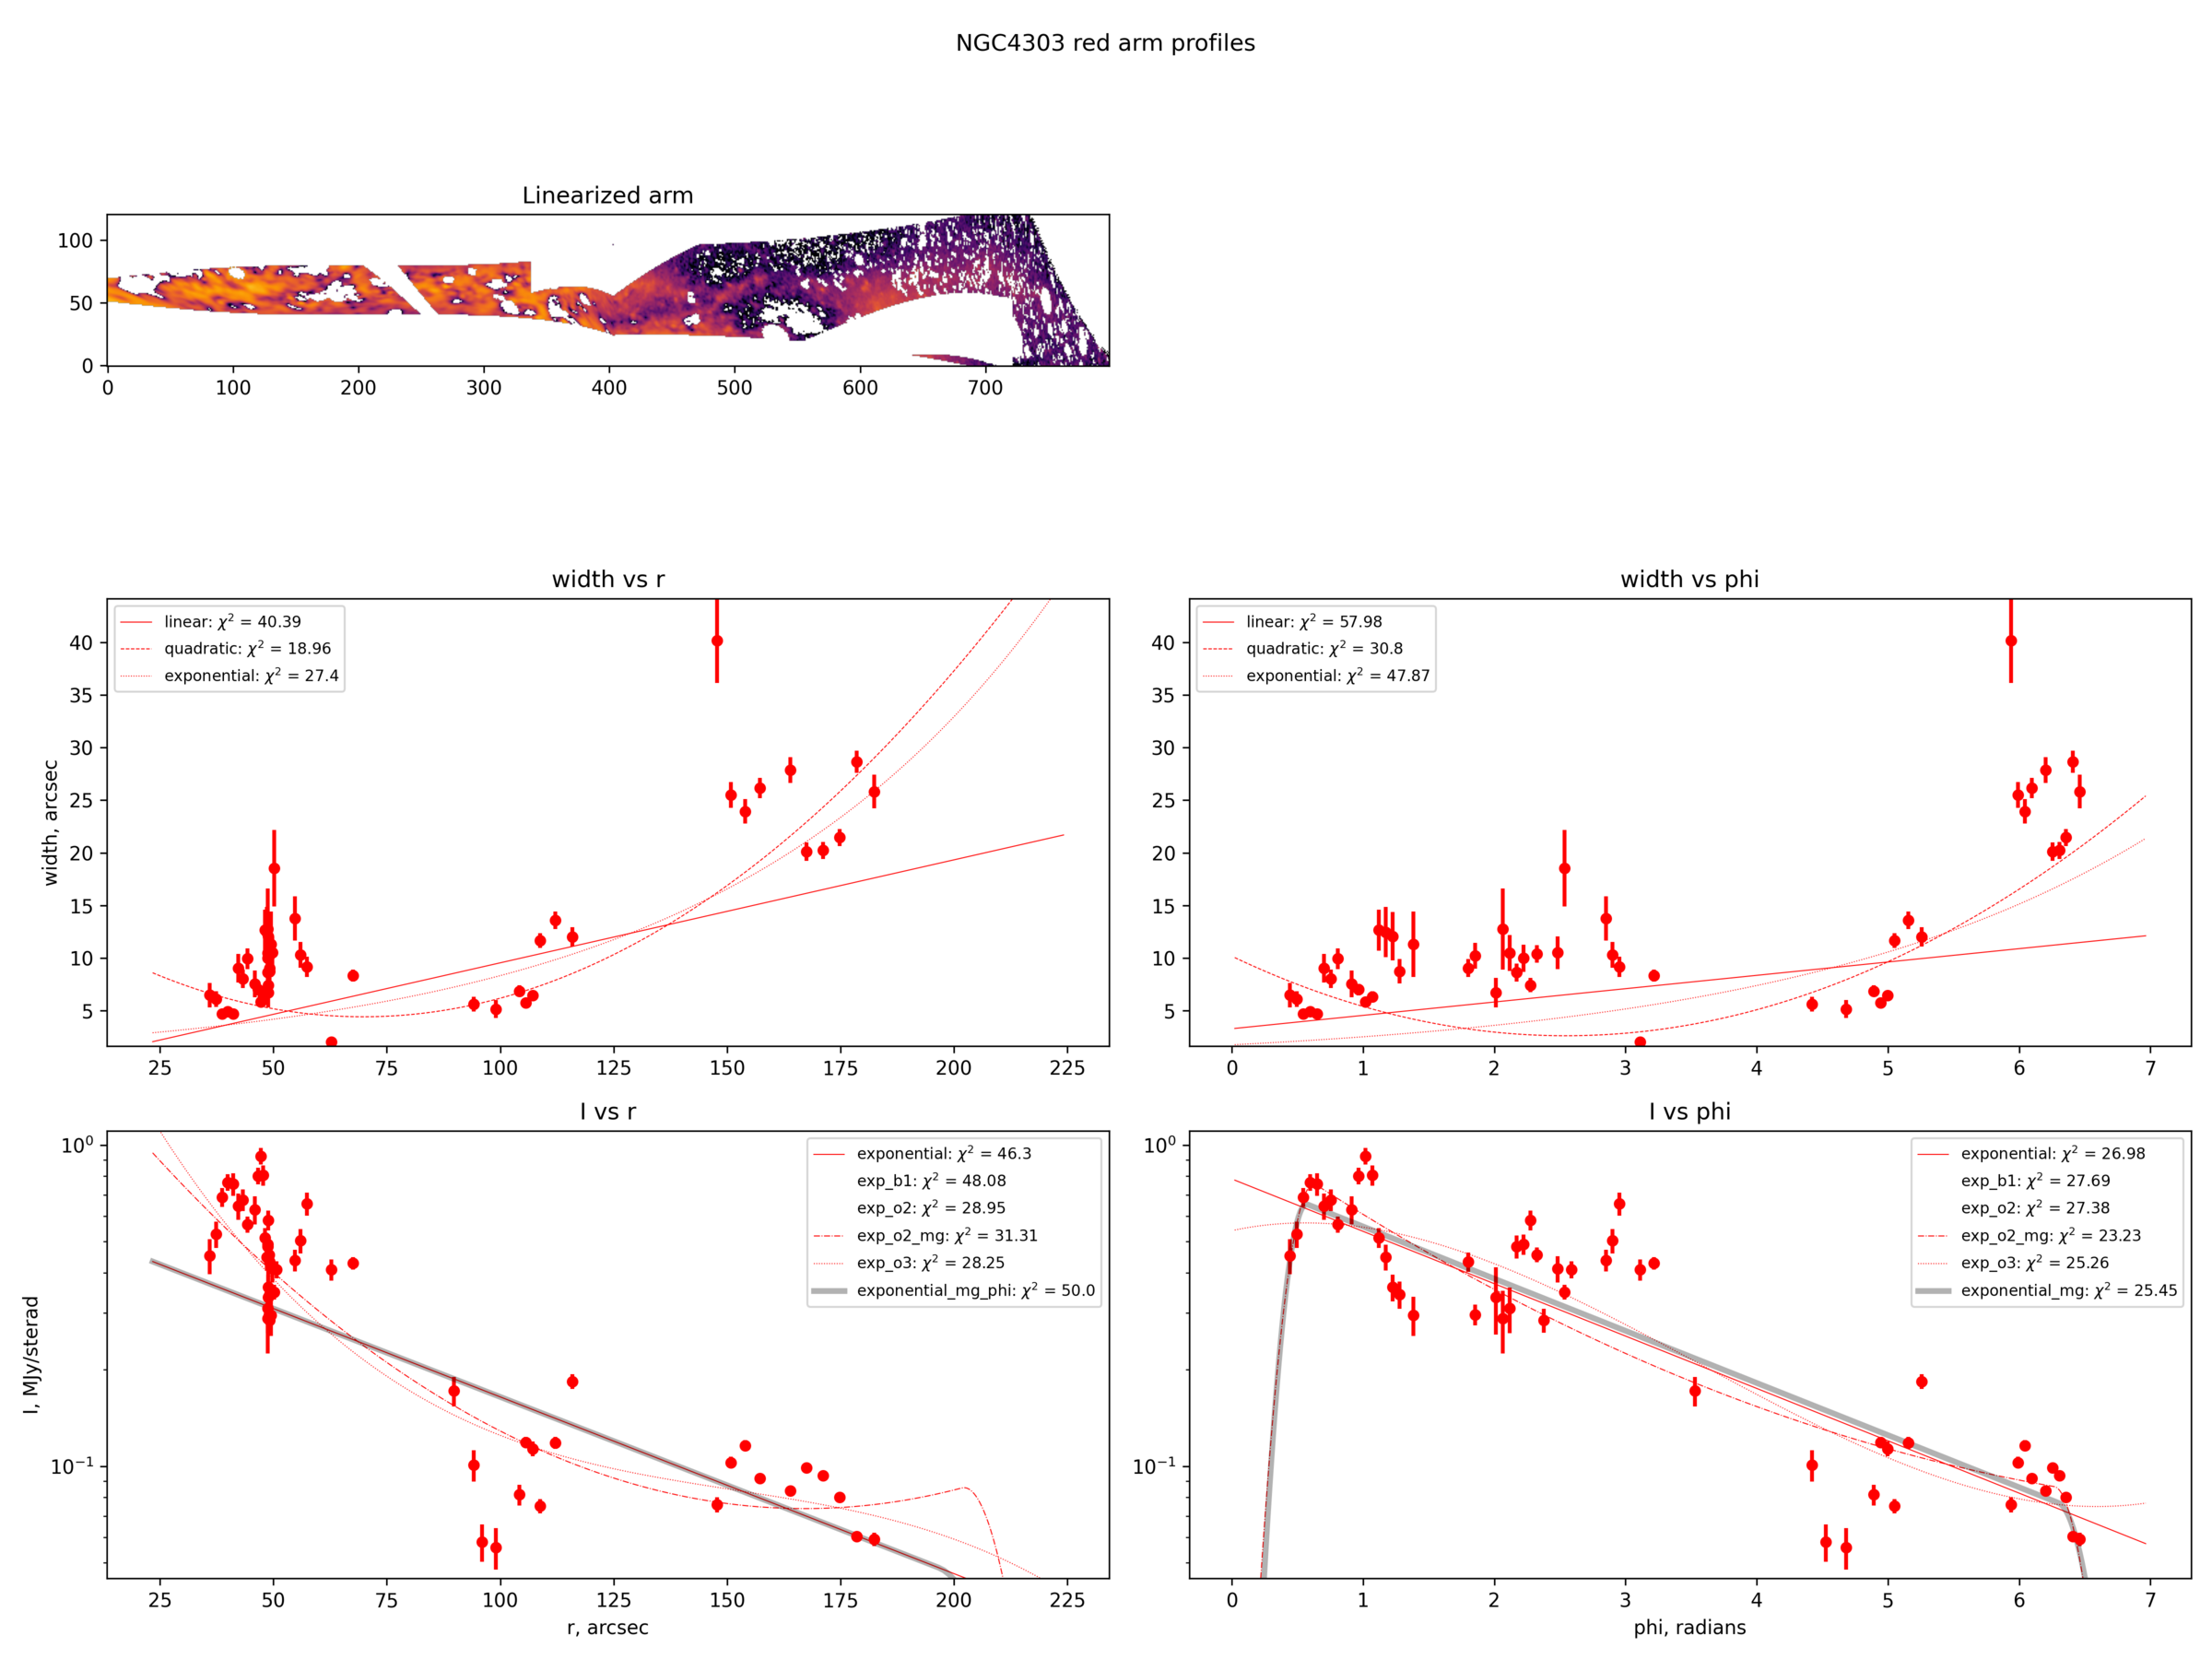 NGC4303 red arm profiles
Linearized arm
100
50
0
0 100 200 300 400 500 600 700
width vs r
linear: χ² = 40.39
quadratic: χ² = 18.96
exponential: χ² = 27.4
width, arcsec
40
35
30
25
20
15
10
5
25 50 75 100 125 150 175 200 225
width vs phi
linear: χ² = 57.98
quadratic: χ² = 30.8
exponential: χ² = 47.87
40
35
30
25
20
15
10
5
0 1 2 3 4 5 6 7
I vs r
exponential: χ² = 46.3
exp_b1: χ² = 48.08
exp_o2: χ² = 28.95
exp_o2_mg: χ² = 31.31
exp_o3: χ² = 28.25
exponential_mg_phi: χ² = 50.0
I, MJy/sterad
10⁰
10⁻¹
25 50 75 100 125 150 175 200 225
r, arcsec
I vs phi
exponential: χ² = 26.98
exp_b1: χ² = 27.69
exp_o2: χ² = 27.38
exp_o2_mg: χ² = 23.23
exp_o3: χ² = 25.26
exponential_mg: χ² = 25.45
10⁰
10⁻¹
0 1 2 3 4 5 6 7
phi, radians